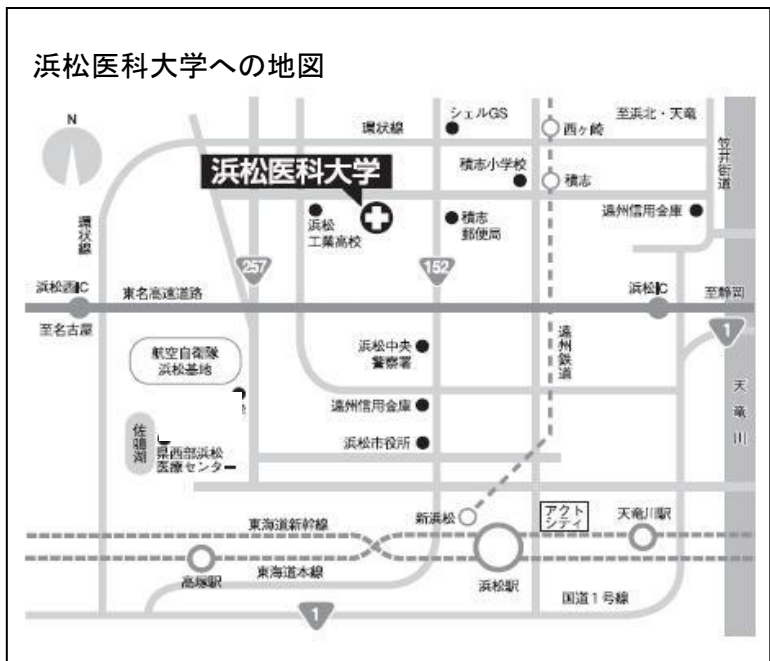 浜松医科大学への地図
N
シェルGS
環状線
西ヶ崎
至浜北・天竜
笠井街道
浜松医科大学
積志小学校
積志
浜松
工業高校
積志
郵便局
遠州信用金庫
環状線
257
152
浜松西IC
東名高速道路
浜松IC
至静岡
至名古屋
1
航空自衛隊
浜松基地
浜松中央
警察署
遠州鉄道
天竜川
遠州信用金庫
佐鳴湖
県西部浜松
医療センター
浜松市役所
新浜松
アクト
シティ
天竜川駅
東海道新幹線
東海道本線
高塚駅
浜松駅
1
国道1号線